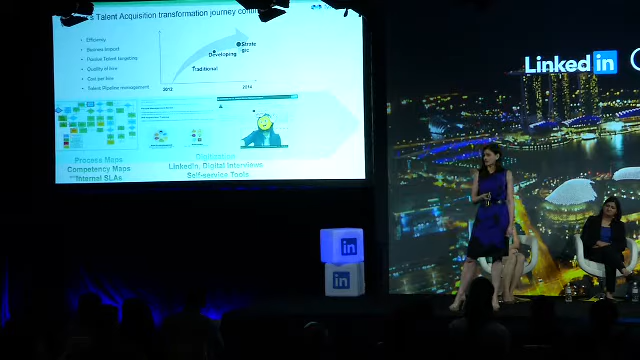 Talent Acquisition transformation journey
Efficiency
Business Impact
Passive Talent targeting
Quality of hire
Cost per hire
Talent Pipeline management
Strate
gic
Developing
Traditional
2012
2014
Process Maps
Competency Maps
Internal SLAs
LinkedIn, Digital Interviews
Self-service Tools
LinkedIn
in
in